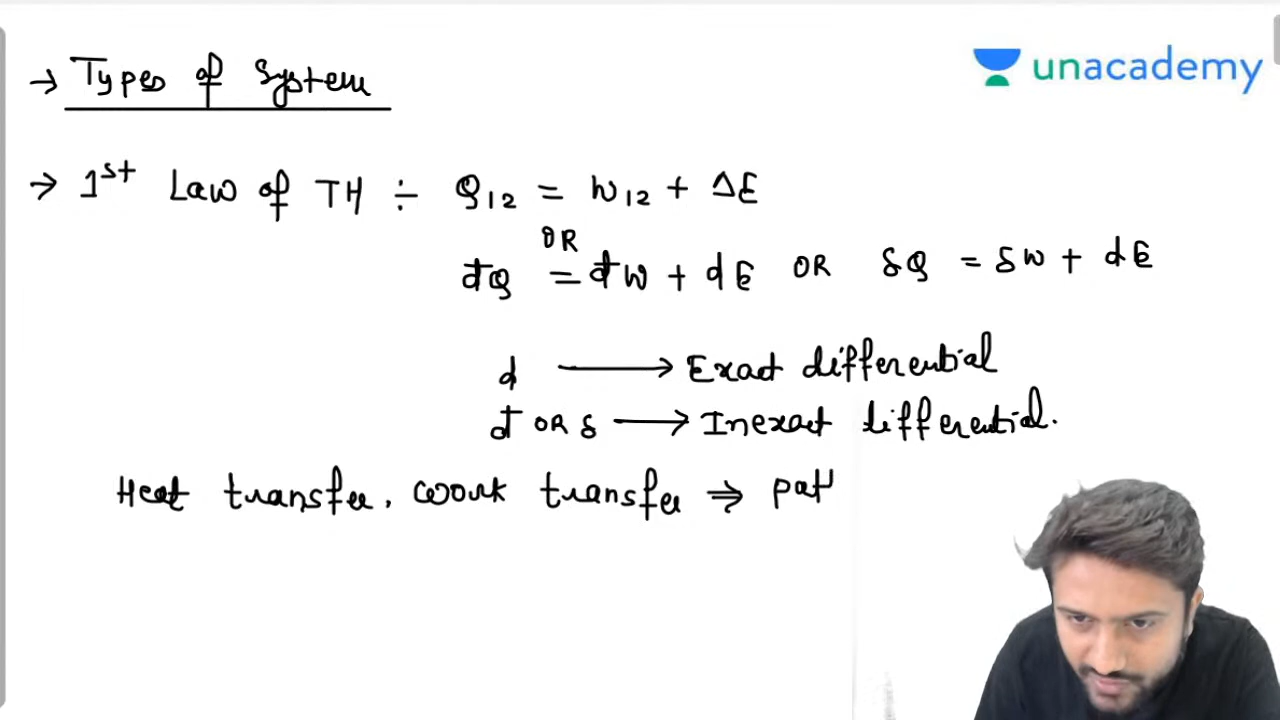 → Types of System
unacademy
→ 1st Law of TH ÷ Q12 = W12 + ΔE
OR
đQ = đW + dE OR δQ = δW + dE
d ⟶ Exact differential
đ OR δ ⟶ Inexact differential.
Heat transfer, work transfer ⇒ pat